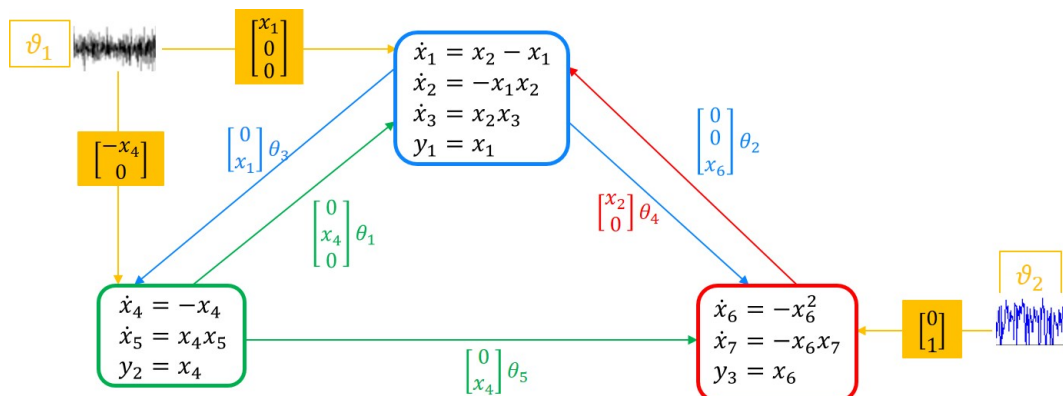 ϑ₁
[x₁ 0 0]
ẋ₁ = x₂ − x₁
ẋ₂ = −x₁x₂
ẋ₃ = x₂x₃
y₁ = x₁
[−x₄ 0]
[0 x₁] θ₃
[0 x₄ 0] θ₁
[0 0 x₆] θ₂
[x₂ 0] θ₄
ẋ₄ = −x₄
ẋ₅ = x₄x₅
y₂ = x₄
[0 x₄] θ₅
ẋ₆ = −x₆²
ẋ₇ = −x₆x₇
y₃ = x₆
[0 1]
ϑ₂